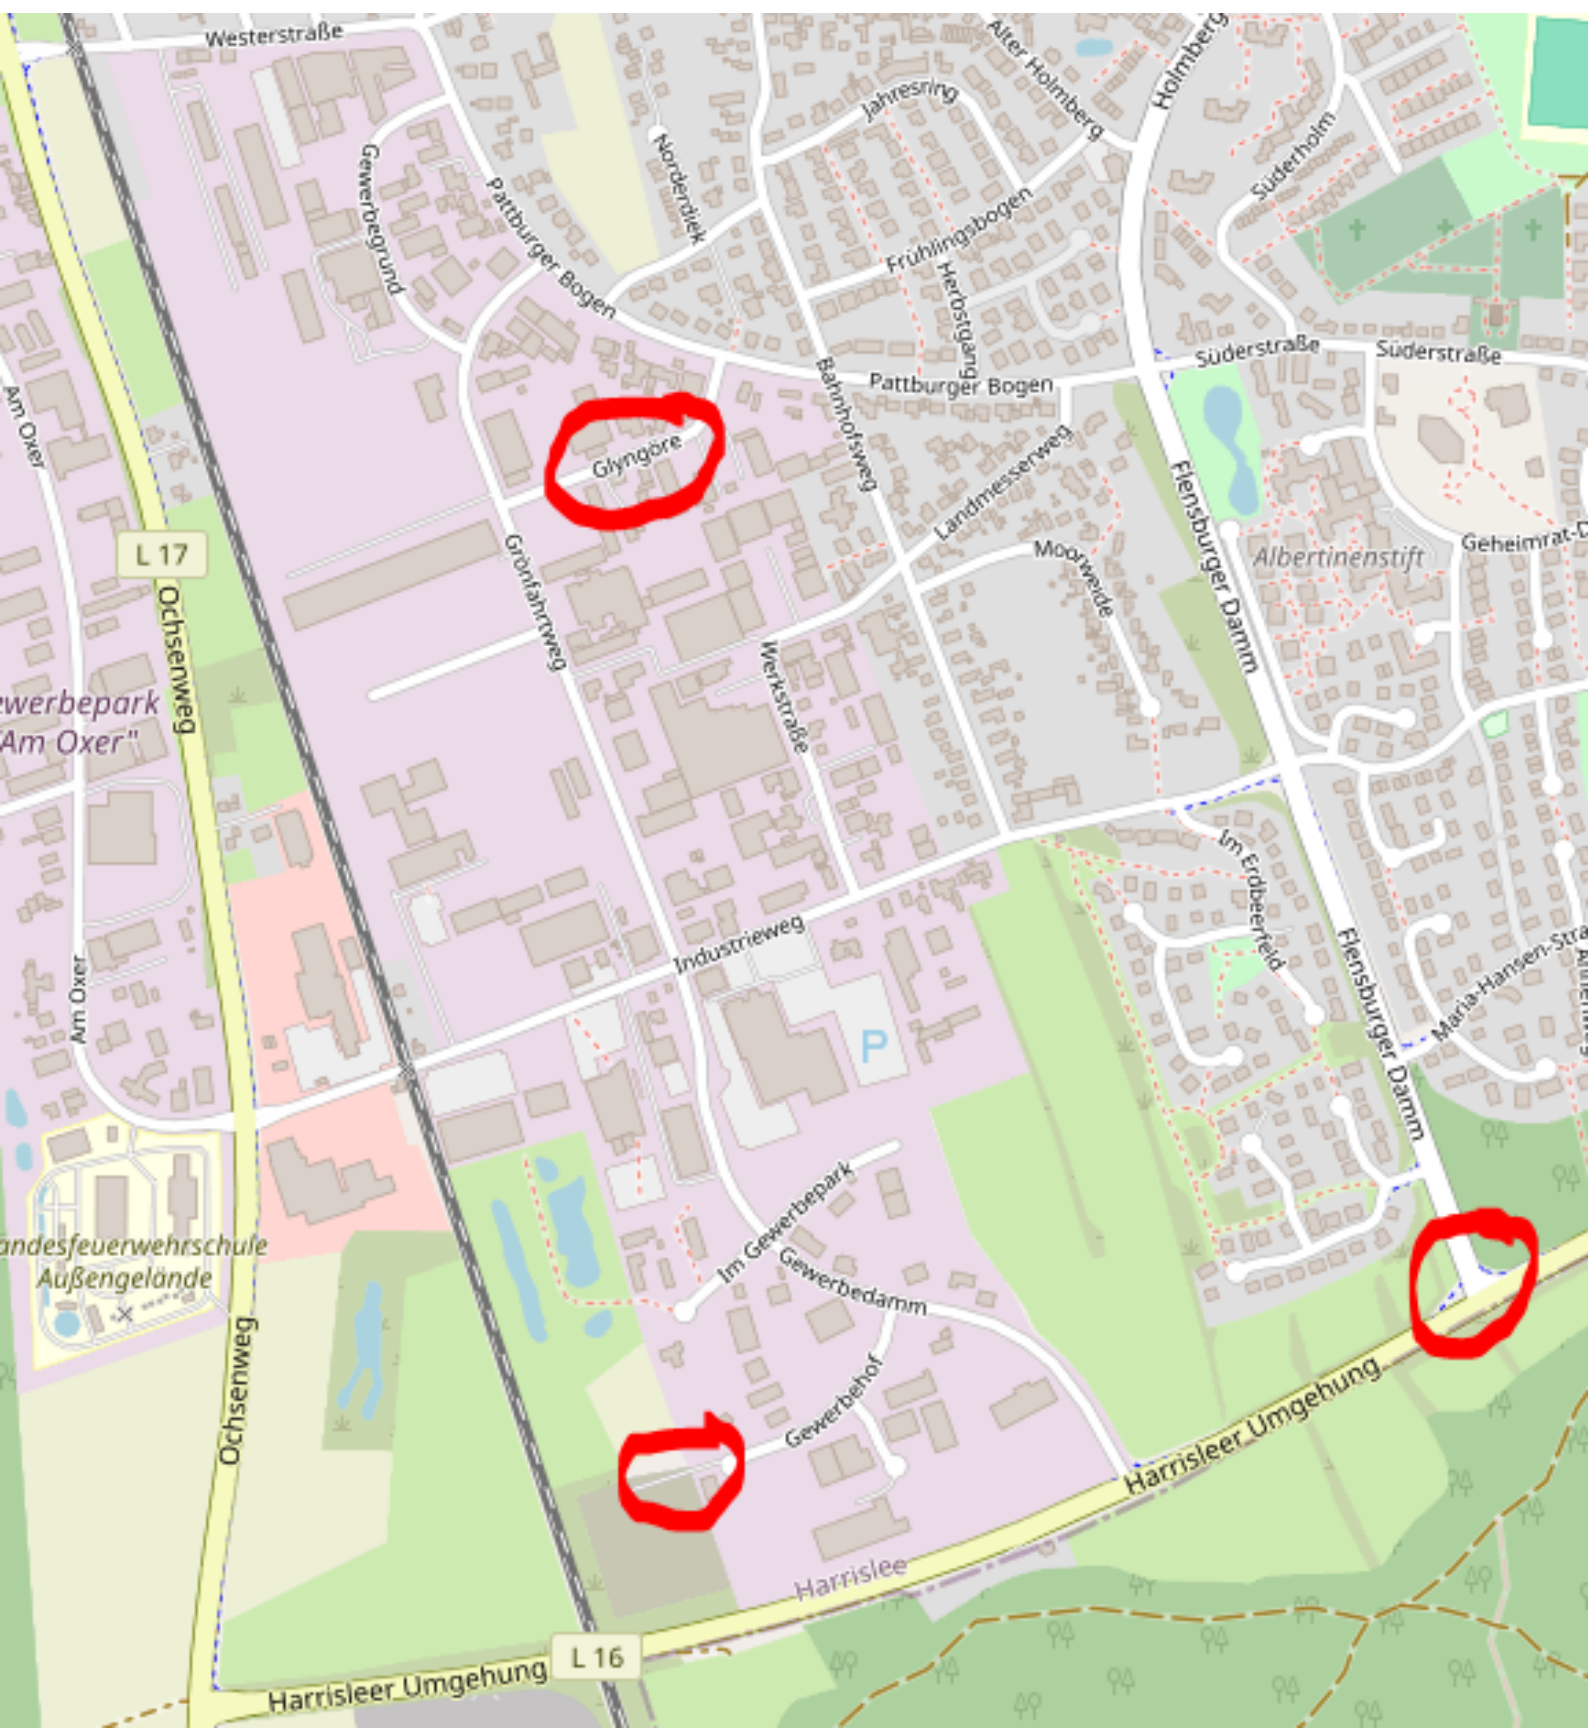 Westerstraße
Alter Holmberg
Holmberg
Jahresring
Norderdiek
Gewerbegrund
Pattburger Bogen
Süderholm
Frühlingsbogen
Herbstgang
Süderstraße
Süderstraße
Am Oxer
Bahnhofsweg
Pattburger Bogen
Glyngöre
Landmesserweg
L 17
Ochsenweg
Grönfahrtweg
Moorweide
Flensburger Damm
Albertinenstift
Geheimrat-D
Werkstraße
ewerbepark
"Am Oxer"
Im Erdbeerfeld
Industrieweg
Am Oxer
Flensburger Damm
Maria-Hansen-Stra
P
Im Gewerbepark
andesfeuerwehrschule
Außengelände
Gewerbedamm
Ochsenweg
Gewerbehof
Harrisleer Umgehung
Harrislee
L 16
Harrisleer Umgehung